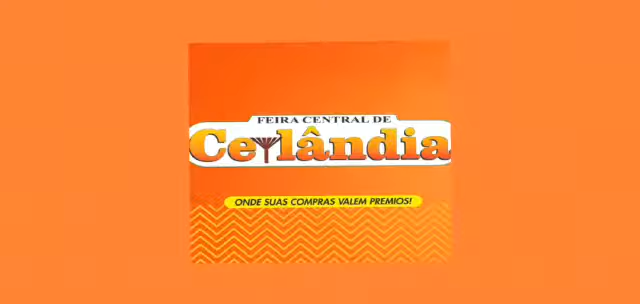 FEIRA CENTRAL DE
Ceilândia
ONDE SUAS COMPRAS VALEM PREMIOS!